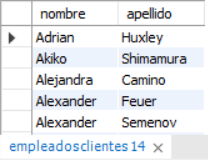 nombre apellido
Adrian Huxley
Akiko Shimamura
Alejandra Camino
Alexander Feuer
Alexander Semenov
empleadosclientes 14